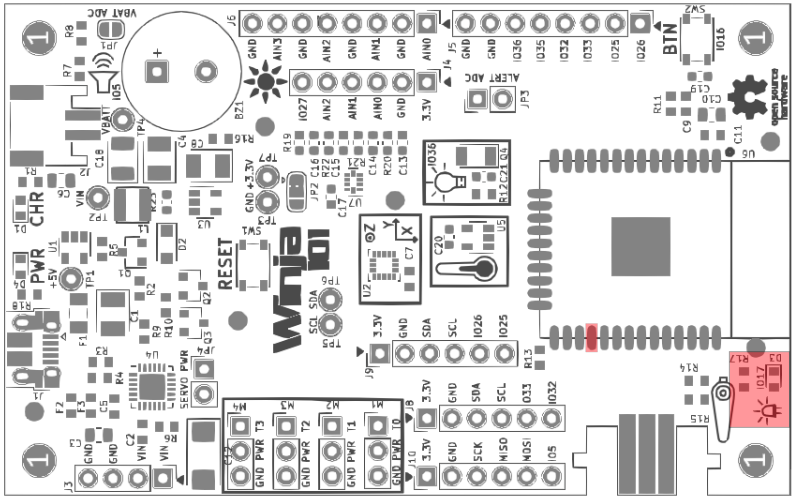 VBAT ADC
JP1
R8
R7
IO5
+
BZ1
J6
GND
AIN3
GND
AIN2
GND
AIN1
GND
AIN0
J5
GND
GND
IO36
IO35
IO32
IO33
IO25
IO26
SW2
BTN
IO16
1
1
J4
IO27
AIN2
AIN1
AIN0
GND
3.3V
ALERT ADC
JP3
C19
R11
C10
C9
C11
open source
hardware
VBATT
TP4
C4
C8
R16
C18
J2
R1
C6
VIN
TP2
L1
R23
U3
R19
C16
R22
C15
R21
C14
R20
C13
U7
C17
TP7
GND +3.3V
TP3
JP2
IO36
Q4
R12
C21
U6
CHR
D1
PWR
D4
U1
R5
Q1
D2
+5V
TP1
R18
R2
Q2
SW1
RESET
IOI
Wruja
Z
Y
X
C7
U2
C20
U5
TP6
SDA
SCL
TP5
F1
C1
R9
R10
Q3
J1
R3
R4
U4
JP4
SERVO PWR
F2
F3
C5
C3
C2
R6
J9
3.3V
GND
SDA
SCL
IO26
IO25
R13
R14
R15
R17
D3
IO17
M4
M3
M2
M1
T3
T2
T1
T0
GND PWR
GND PWR
GND PWR
GND PWR
C12
J8
3.3V
GND
SDA
SCL
IO33
IO32
J10
3.3V
GND
SCK
MISO
MOSI
IO5
J3
GND
GND
VIN
VIN
1
1